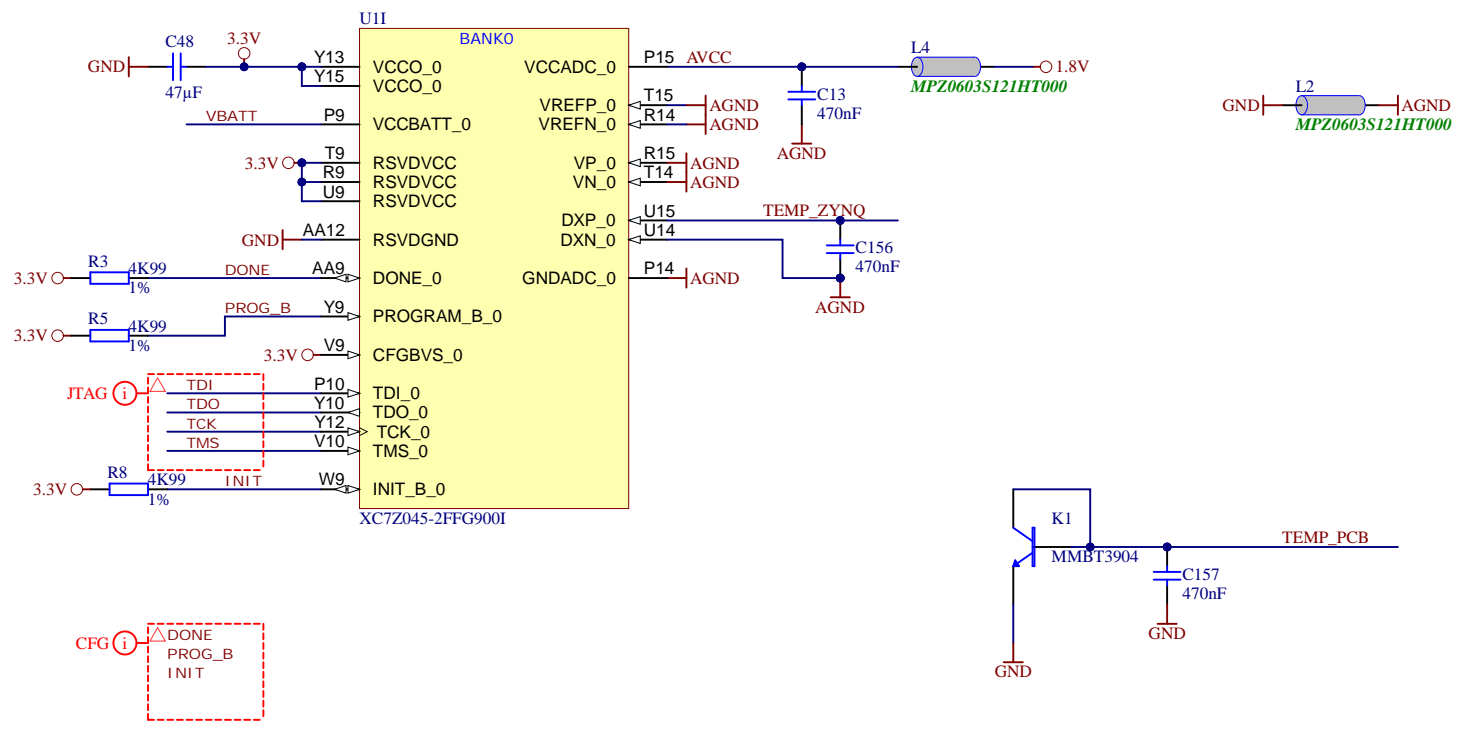 U1I
BANK0
C48
3.3V
GND
47µF
Y13
VCCO_0
Y15
VCCO_0
VBATT
P9
VCCBATT_0
3.3V
T9
RSVDVCC
R9
RSVDVCC
U9
RSVDVCC
GND
AA12
RSVDGND
R3
3.3V
4K99
1%
DONE
AA9
DONE_0
R5
3.3V
4K99
1%
PROG_B
Y9
PROGRAM_B_0
3.3V
V9
CFGBVS_0
JTAG
i
TDI
P10
TDI_0
TDO
Y10
TDO_0
TCK
Y12
TCK_0
TMS
V10
TMS_0
R8
3.3V
4K99
1%
INIT
W9
INIT_B_0
XC7Z045-2FFG900I
VCCADC_0
P15
AVCC
L4
MPZ0603S121HT000
1.8V
C13
470nF
AGND
VREFP_0
T15
AGND
VREFN_0
R14
AGND
VP_0
R15
AGND
VN_0
T14
AGND
DXP_0
U15
TEMP_ZYNQ
DXN_0
U14
C156
470nF
AGND
GNDADC_0
P14
AGND
GND
L2
AGND
MPZ0603S121HT000
K1
MMBT3904
TEMP_PCB
C157
470nF
GND
GND
CFG
i
DONE
PROG_B
INIT